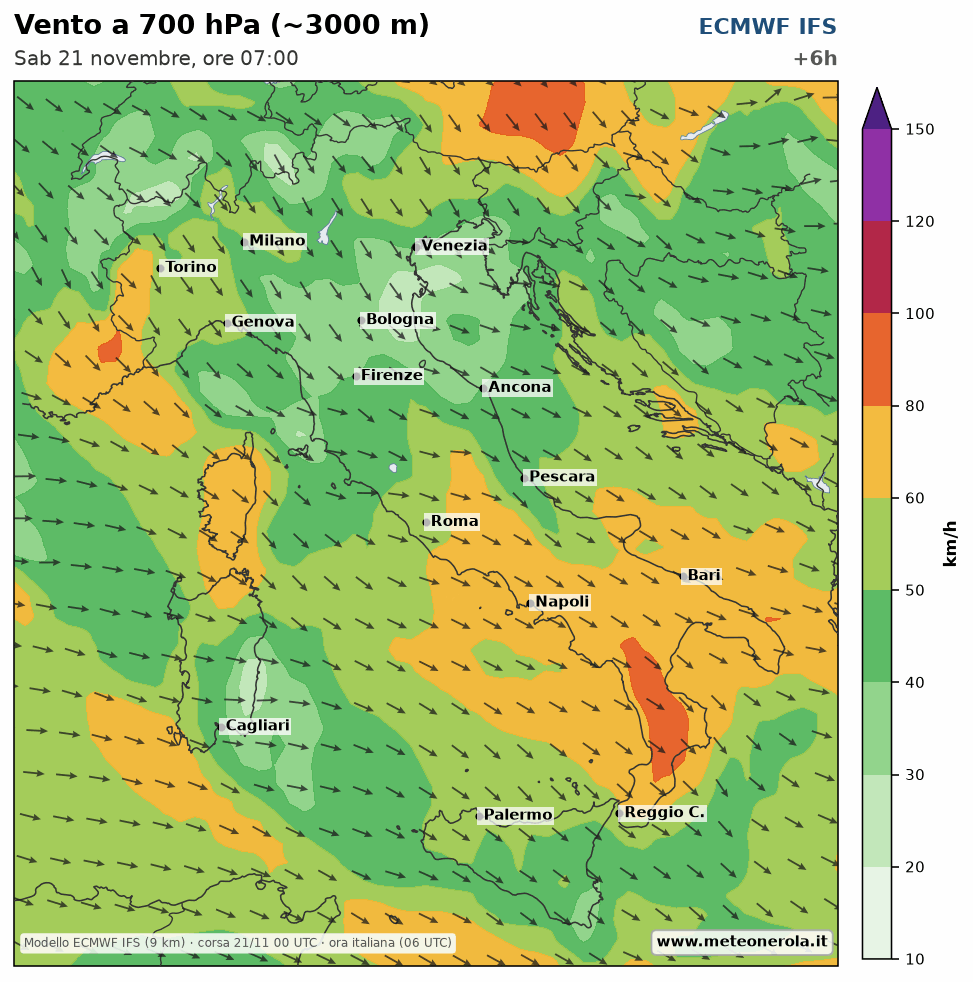 Vento a 700 hPa (~3000 m)
ECMWF IFS
Sab 21 novembre, ore 07:00
+6h
Milano
Venezia
Torino
Genova
Bologna
Firenze
Ancona
Pescara
Roma
Bari
Napoli
Cagliari
Palermo
Reggio C.
150
120
100
80
60
50
40
30
20
10
km/h
Modello ECMWF IFS (9 km) · corsa 21/11 00 UTC · ora italiana (06 UTC)
www.meteonerola.it